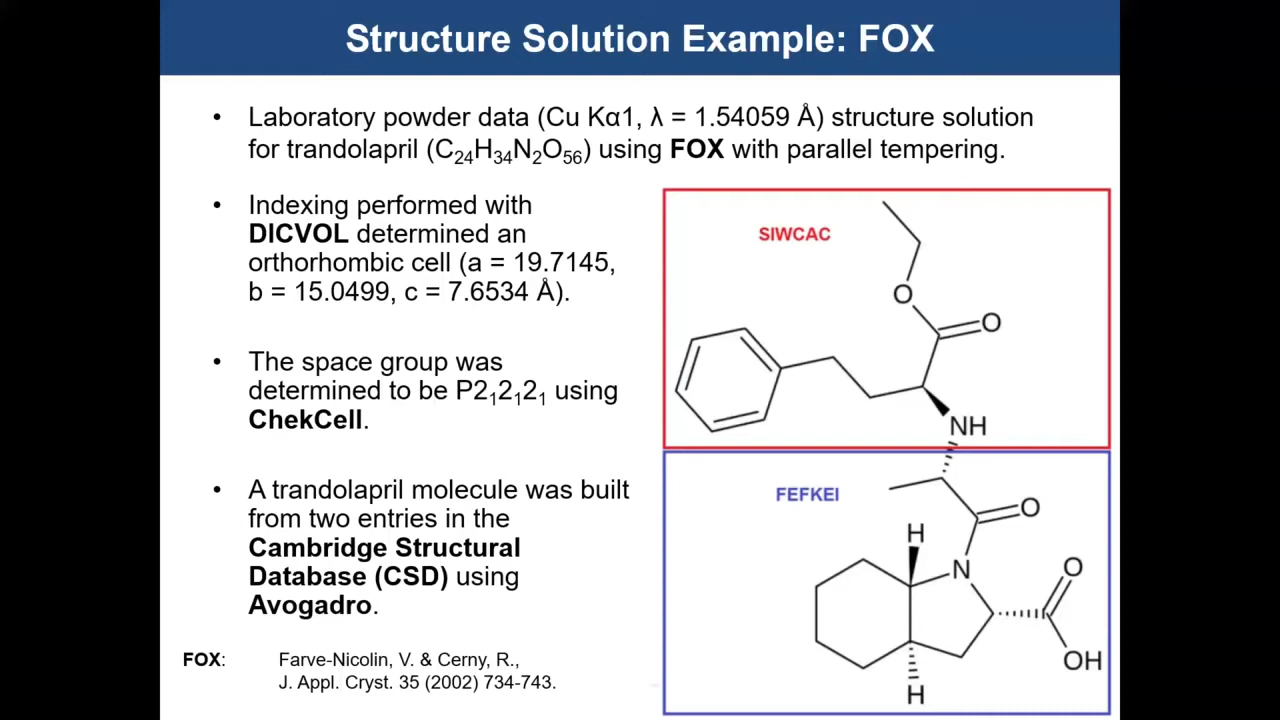 Structure Solution Example: FOX
• Laboratory powder data (Cu Kα1, λ = 1.54059 Å) structure solution
for trandolapril (C₂₄H₃₄N₂O₅₆) using FOX with parallel tempering.
• Indexing performed with
DICVOL determined an
orthorhombic cell (a = 19.7145,
b = 15.0499, c = 7.6534 Å).
• The space group was
determined to be P2₁2₁2₁ using
ChekCell.
• A trandolapril molecule was built
from two entries in the
Cambridge Structural
Database (CSD) using
Avogadro.
FOX: Farve-Nicolin, V. & Cerny, R.,
J. Appl. Cryst. 35 (2002) 734-743.
SIWCAC
O
O
NH
FEFKEI
O
H
N
O
OH
H